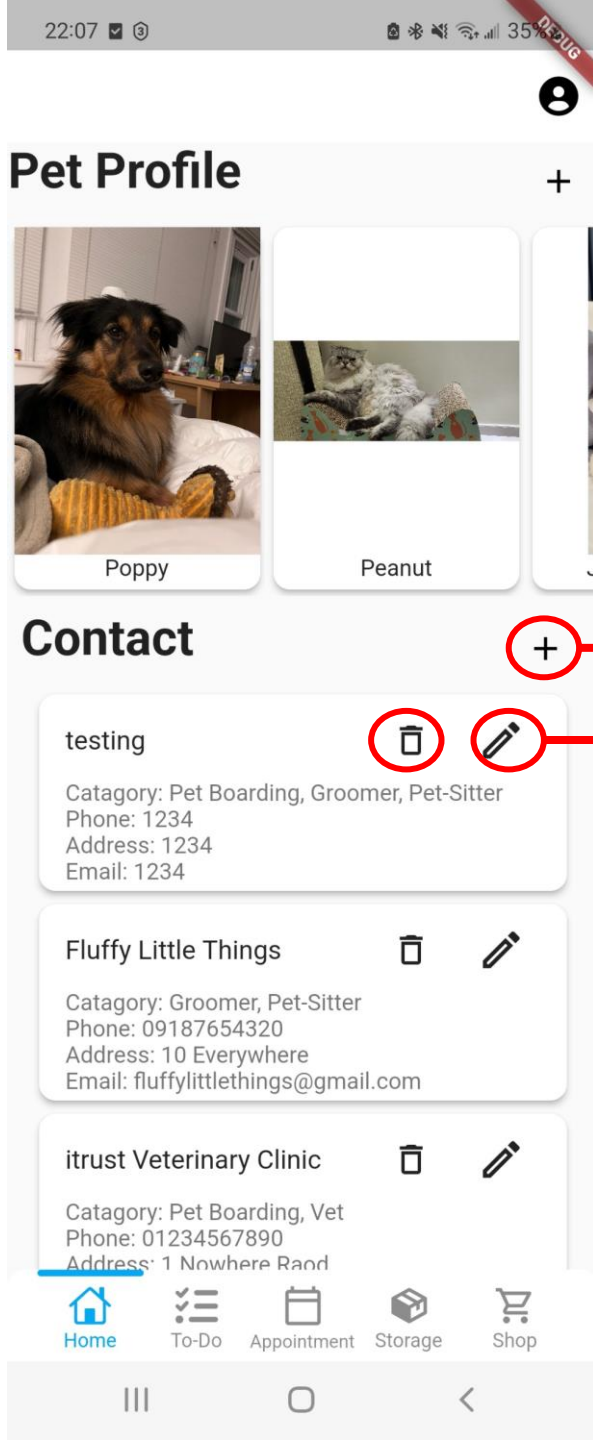 22:07
3
35%
DEBUG
Pet Profile
+
Poppy
Peanut
Contact
+
testing
Catagory: Pet Boarding, Groomer, Pet-Sitter
Phone: 1234
Address: 1234
Email: 1234
Fluffy Little Things
Catagory: Groomer, Pet-Sitter
Phone: 09187654320
Address: 10 Everywhere
Email: fluffylittlethings@gmail.com
itrust Veterinary Clinic
Catagory: Pet Boarding, Vet
Phone: 01234567890
Address: 1 Nowhere Raod
Home
To-Do
Appointment
Storage
Shop